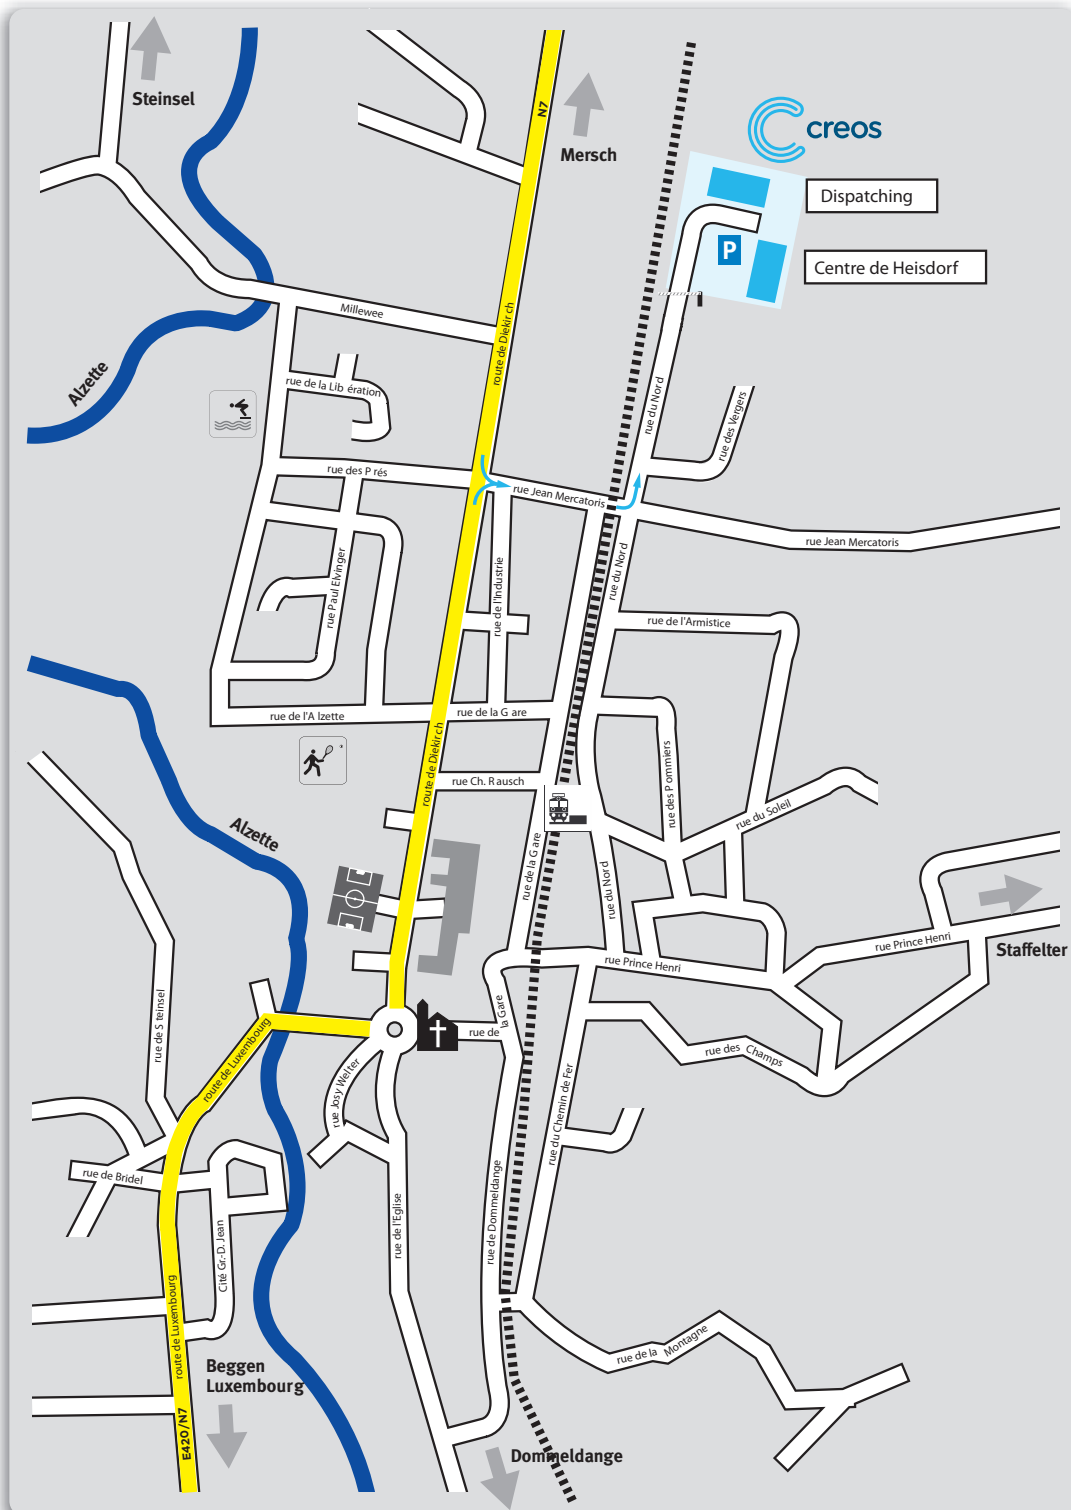 Steinsel
N7
Mersch
creos
Dispatching
P
Centre de Heisdorf
Millewee
route de Diekirch
Alzette
rue de la Libération
rue du Nord
rue des Vergers
rue des Prés
rue Jean Mercatoris
rue Jean Mercatoris
rue Paul Elvinger
rue de l'Industrie
rue du Nord
rue de l'Armistice
rue de l'Alzette
rue de la Gare
route de Diekirch
rue Ch. Rausch
rue des Pommiers
rue du Soleil
Alzette
rue de la Gare
rue du Nord
rue Prince Henri
Staffelter
rue Prince Henri
rue de Steinsel
route de Luxembourg
rue de la Gare
rue des Champs
rue Josy Welter
rue du Chemin de Fer
rue de Bridel
rue de l'Eglise
rue de Dommeldange
Cité Gr.-D. Jean
route de Luxembourg
rue de la Montagne
Beggen
Luxembourg
E420/N7
Dommeldange